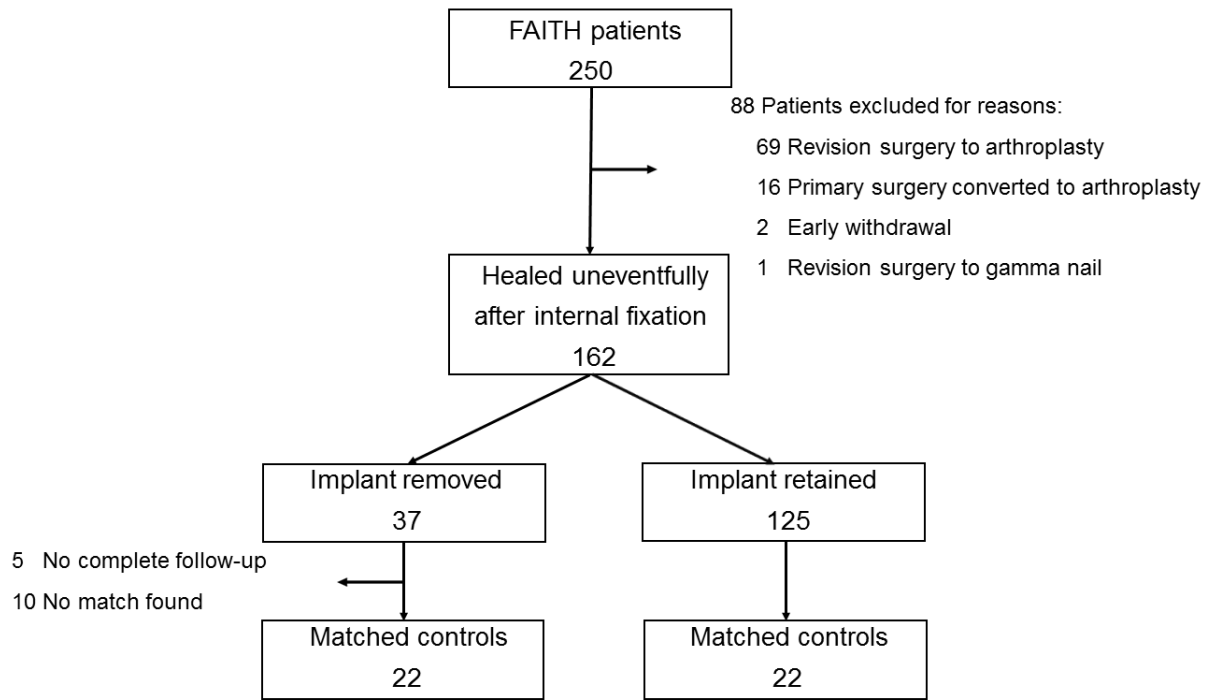 FAITH patients
250
88 Patients excluded for reasons:
69 Revision surgery to arthroplasty
16 Primary surgery converted to arthroplasty
2 Early withdrawal
1 Revision surgery to gamma nail
Healed uneventfully
after internal fixation
162
Implant removed
37
Implant retained
125
5 No complete follow-up
10 No match found
Matched controls
22
Matched controls
22